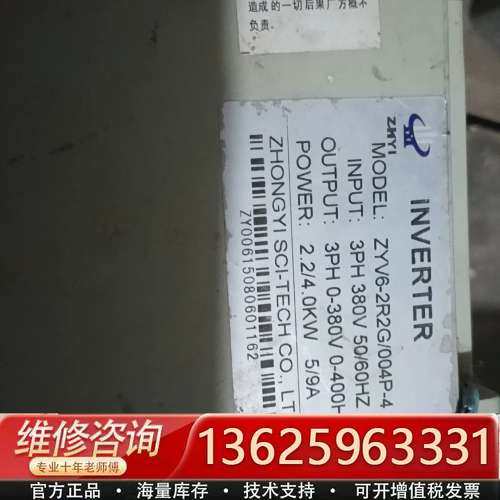 造成的一切后果厂方概不
负责.
ZHYI
INVERTER
MODEL: ZYV6-2R2G/004P-4
INPUT: 3PH 380V 50/60HZ
OUTPUT: 3PH 0-380V 0-400H
POWER: 2.2/4.0KW 5/9A
ZHONGYI SCI-TECH CO., LT
ZY00615080601162
维修咨询
专业十年老师傅
13625963331
官方正品 · 海量库存 · 技术支持 · 可开增值税发票